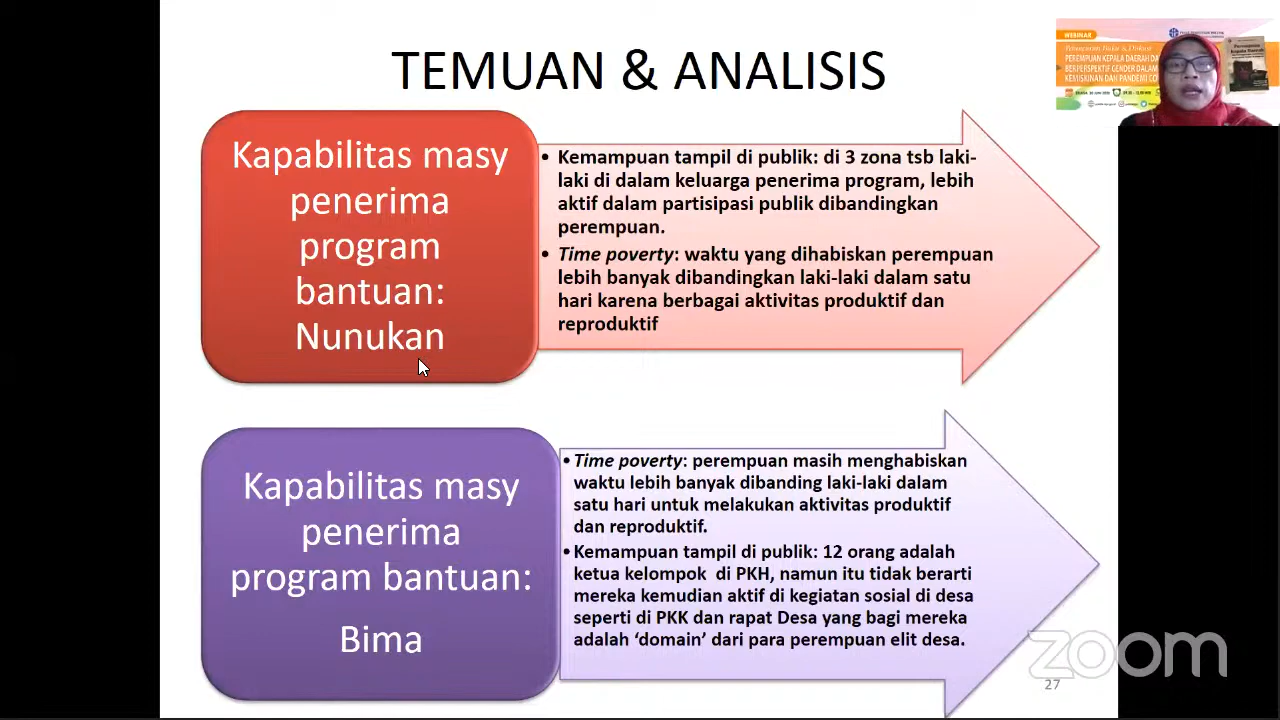 TEMUAN & ANALISIS
WEBINAR
PEREMPUAN KEPALA DAERAH
Kapabilitas masy
penerima
program
bantuan:
Nunukan
• Kemampuan tampil di publik: di 3 zona tsb laki-
laki di dalam keluarga penerima program, lebih
aktif dalam partisipasi publik dibandingkan
perempuan.
• Time poverty: waktu yang dihabiskan perempuan
lebih banyak dibandingkan laki-laki dalam satu
hari karena berbagai aktivitas produktif dan
reproduktif
Kapabilitas masy
penerima
program bantuan:
Bima
• Time poverty: perempuan masih menghabiskan
waktu lebih banyak dibanding laki-laki dalam
satu hari untuk melakukan aktivitas produktif
dan reproduktif.
• Kemampuan tampil di publik: 12 orang adalah
ketua kelompok di PKH, namun itu tidak berarti
mereka kemudian aktif di kegiatan sosial di desa
seperti di PKK dan rapat Desa yang bagi mereka
adalah ‘domain’ dari para perempuan elit desa.
zoom
27